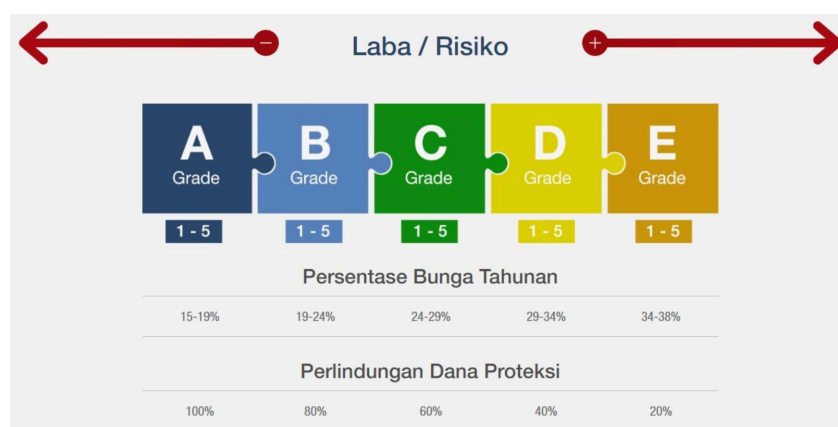 − Laba / Risiko +
A B C D E
Grade Grade Grade Grade Grade
1 - 5 1 - 5 1 - 5 1 - 5 1 - 5
Persentase Bunga Tahunan
15-19% 19-24% 24-29% 29-34% 34-38%
Perlindungan Dana Proteksi
100% 80% 60% 40% 20%